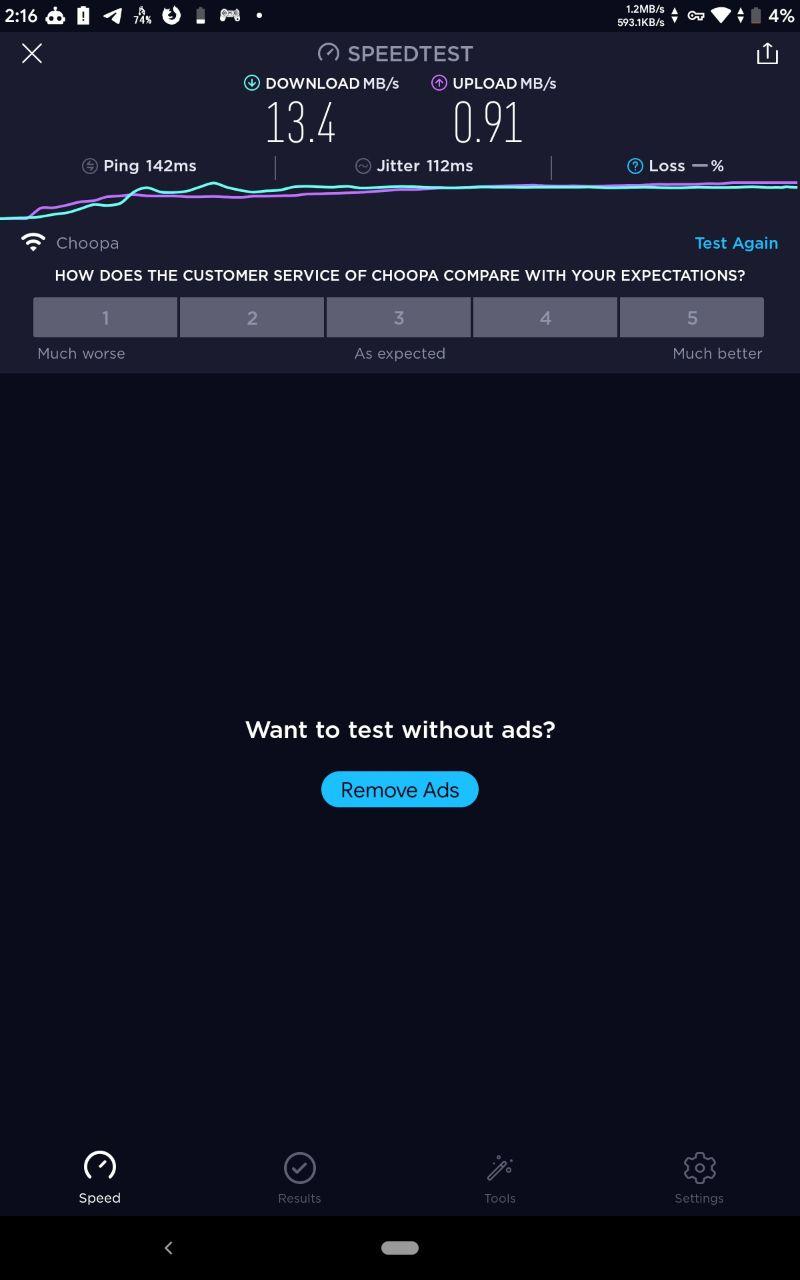 2:16 74% 1.2MB/s 593.1KB/s 4%
SPEEDTEST
DOWNLOAD MB/s UPLOAD MB/s
13.4 0.91
Ping 142ms Jitter 112ms Loss — %
Choopa Test Again
HOW DOES THE CUSTOMER SERVICE OF CHOOPA COMPARE WITH YOUR EXPECTATIONS?
1 2 3 4 5
Much worse As expected Much better
Want to test without ads?
Remove Ads
Speed Results Tools Settings